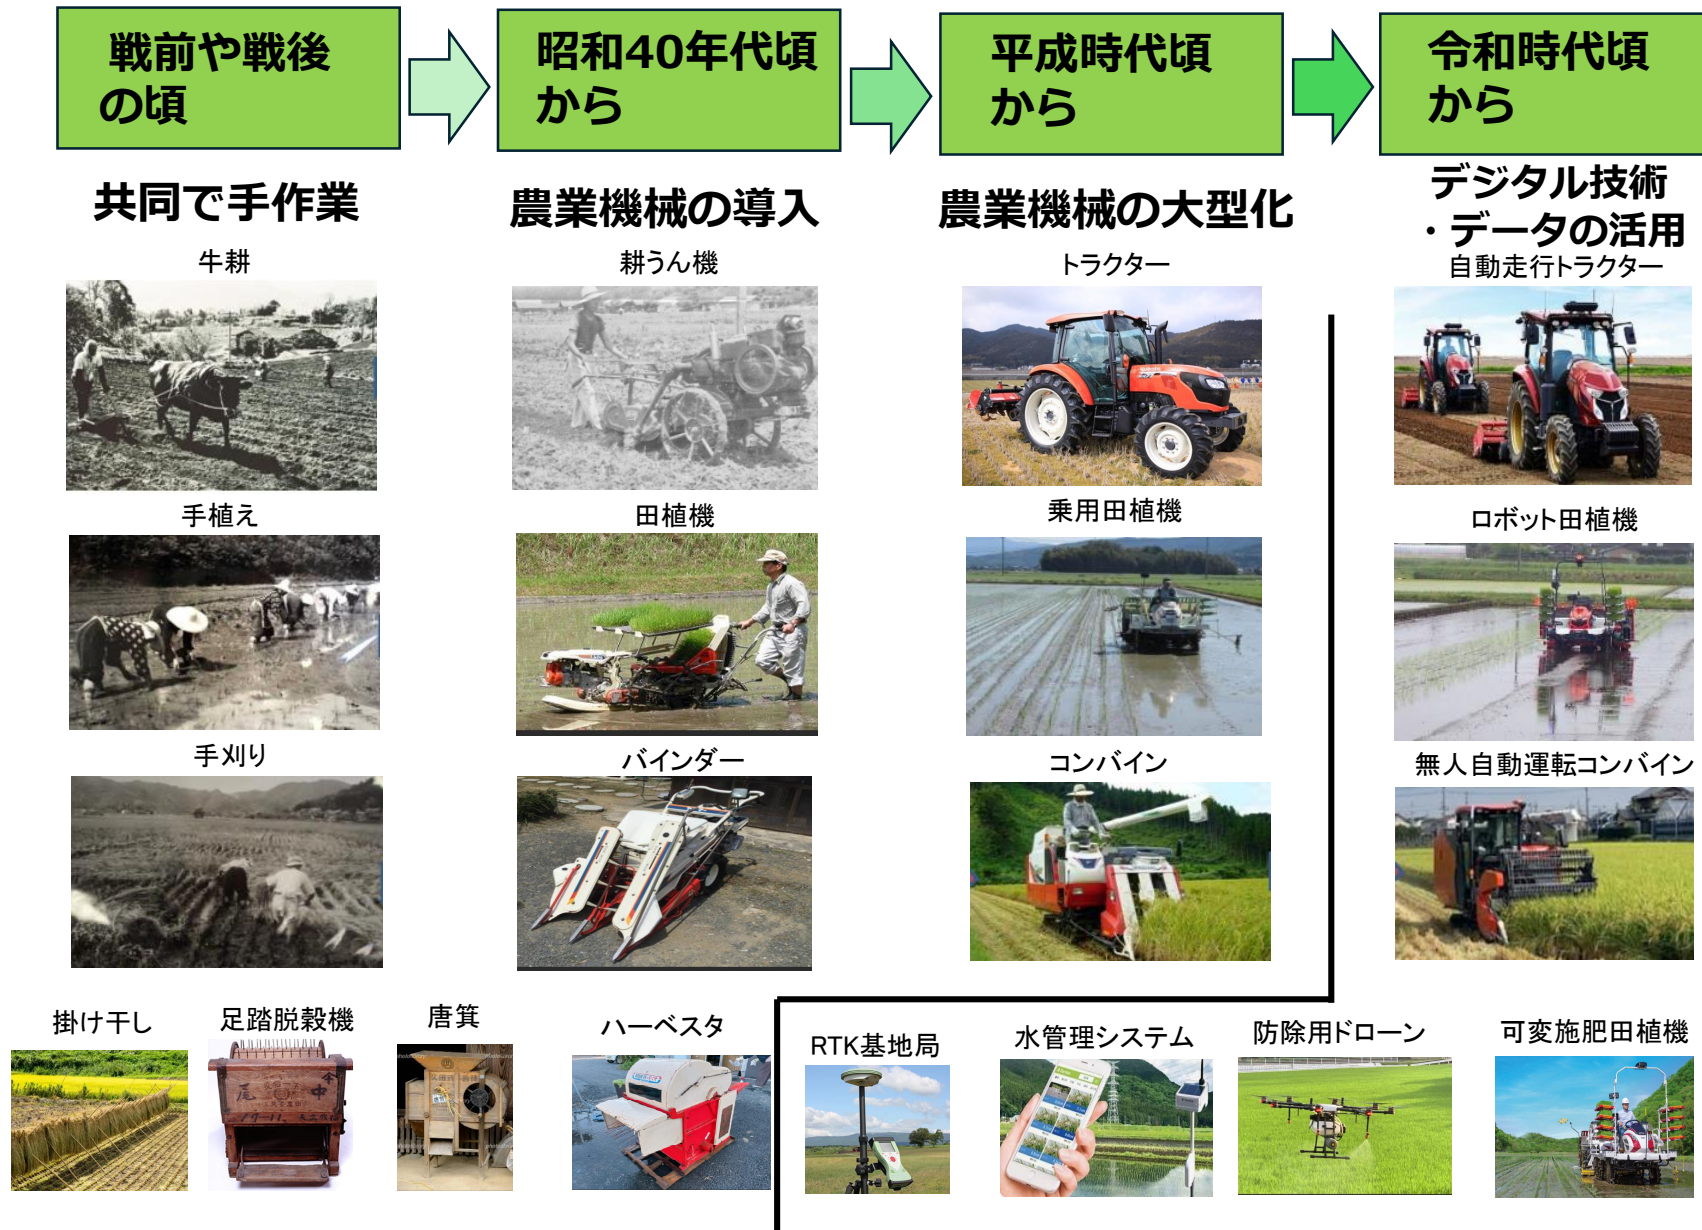 戦前や戦後
の頃
昭和40年代頃
から
平成時代頃
から
令和時代頃
から
共同で手作業
農業機械の導入
農業機械の大型化
デジタル技術
・データの活用
牛耕
耕うん機
トラクター
自動走行トラクター
手植え
田植機
乗用田植機
ロボット田植機
手刈り
バインダー
コンバイン
無人自動運転コンバイン
掛け干し
足踏脱穀機
唐箕
ハーベスタ
RTK基地局
水管理システム
防除用ドローン
可変施肥田植機